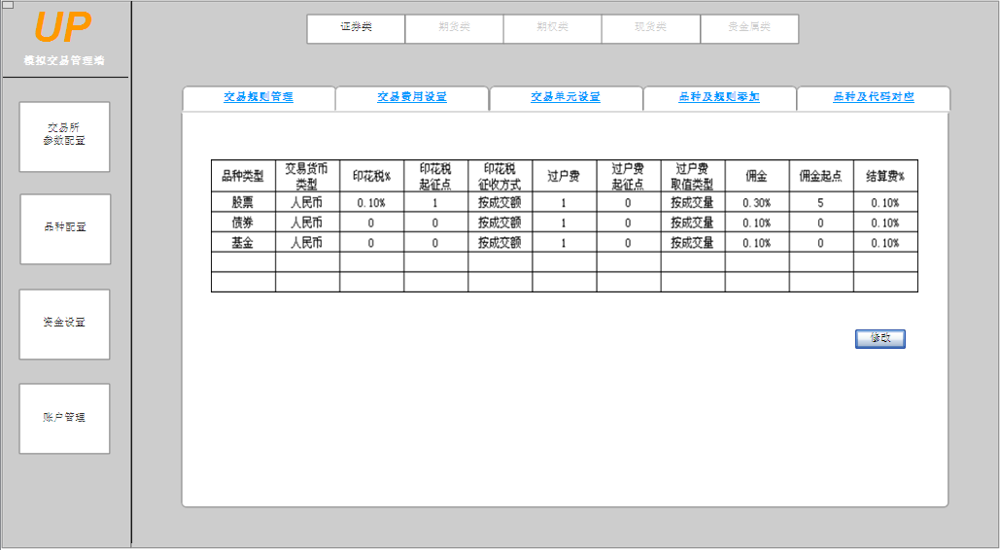 UP
模拟交易管理端
证券类 期货类 期权类 现货类 贵金属类
交易所
参数配置
品种配置
资金设置
账户管理
交易规则管理 交易费用设置 交易单元设置 品种及规则添加 品种及代码对应
品种类型 交易货币类型 印花税% 印花税起征点 印花税征收方式 过户费 过户费起征点 过户费取值类型 佣金 佣金起点 结算费%
股票 人民币 0.10% 1 按成交额 1 0 按成交量 0.30% 5 0.10%
债券 人民币 0 0 按成交额 1 0 按成交量 0.10% 0 0.10%
基金 人民币 0 0 按成交额 1 0 按成交量 0.10% 0 0.10%
修改